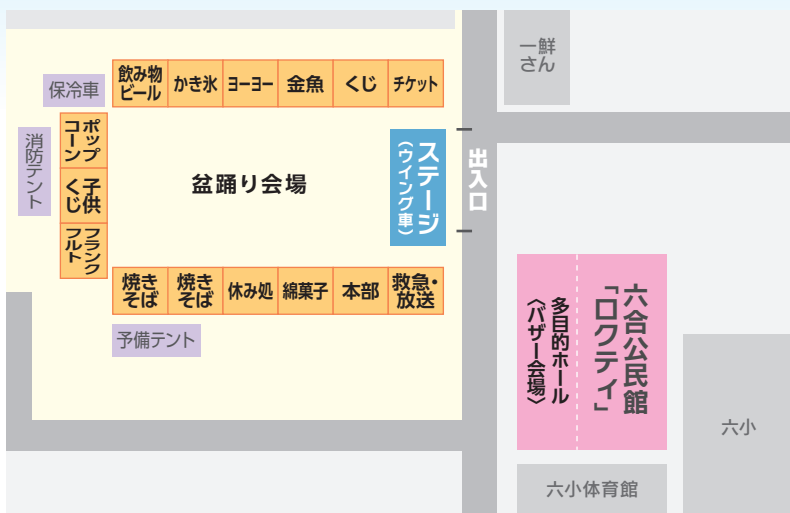 一鮮
さん
保冷車
飲み物
ビール
かき氷
ヨーヨー
金魚
くじ
チケット
消防テント
ポップ
コーン
子供
くじ
フランク
フルト
盆踊り会場
ステージ
（ウイング車）
出入口
焼き
そば
焼き
そば
休み処
綿菓子
本部
救急・
放送
予備テント
六合公民館
「ロクティ」
多目的ホール
〈バザー会場〉
六小
六小体育館